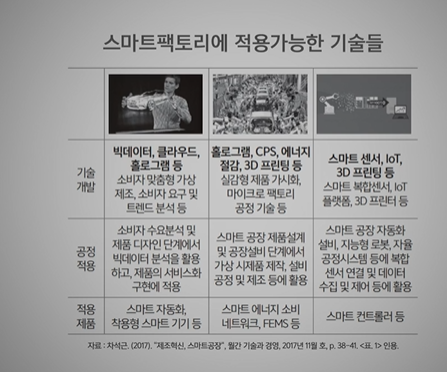 스마트팩토리에 적용가능한 기술들
기술
개발
빅데이터, 클라우드,
홀로그램 등
소비자 맞춤형 가상
제조, 소비자 요구 및
트렌드 분석 등
홀로그램, CPS, 에너지
절감, 3D 프린팅 등
실감형 제품 가시화,
마이크로 팩토리
공정 기술 등
스마트 센서, IoT,
3D 프린팅 등
스마트 복합센서, IoT
플랫폼, 3D 프린터 등
공정
적용
소비자 수요분석 및
제품 디자인 단계에서
빅데이터 분석을 활용
하고, 제품의 서비스화
구현에 적용
스마트 공장 제품설계
및 공장설비 단계에서
가상 시제품 제작, 설비
공정 및 제조 등에 활용
스마트 공장 자동화
설비, 지능형 로봇, 자율
공정시스템 등에 복합
센서 연결 및 데이터
수집 및 제어 등에 활용
적용
제품
스마트 자동화,
착용형 스마트 기기 등
스마트 에너지 소비
네트워크, FEMS 등
스마트 컨트롤러 등
자료 : 차석근. (2017). "제조혁신, 스마트공장", 월간 기술과 경영, 2017년 11월 호, p. 38-41. <표. 1> 인용.